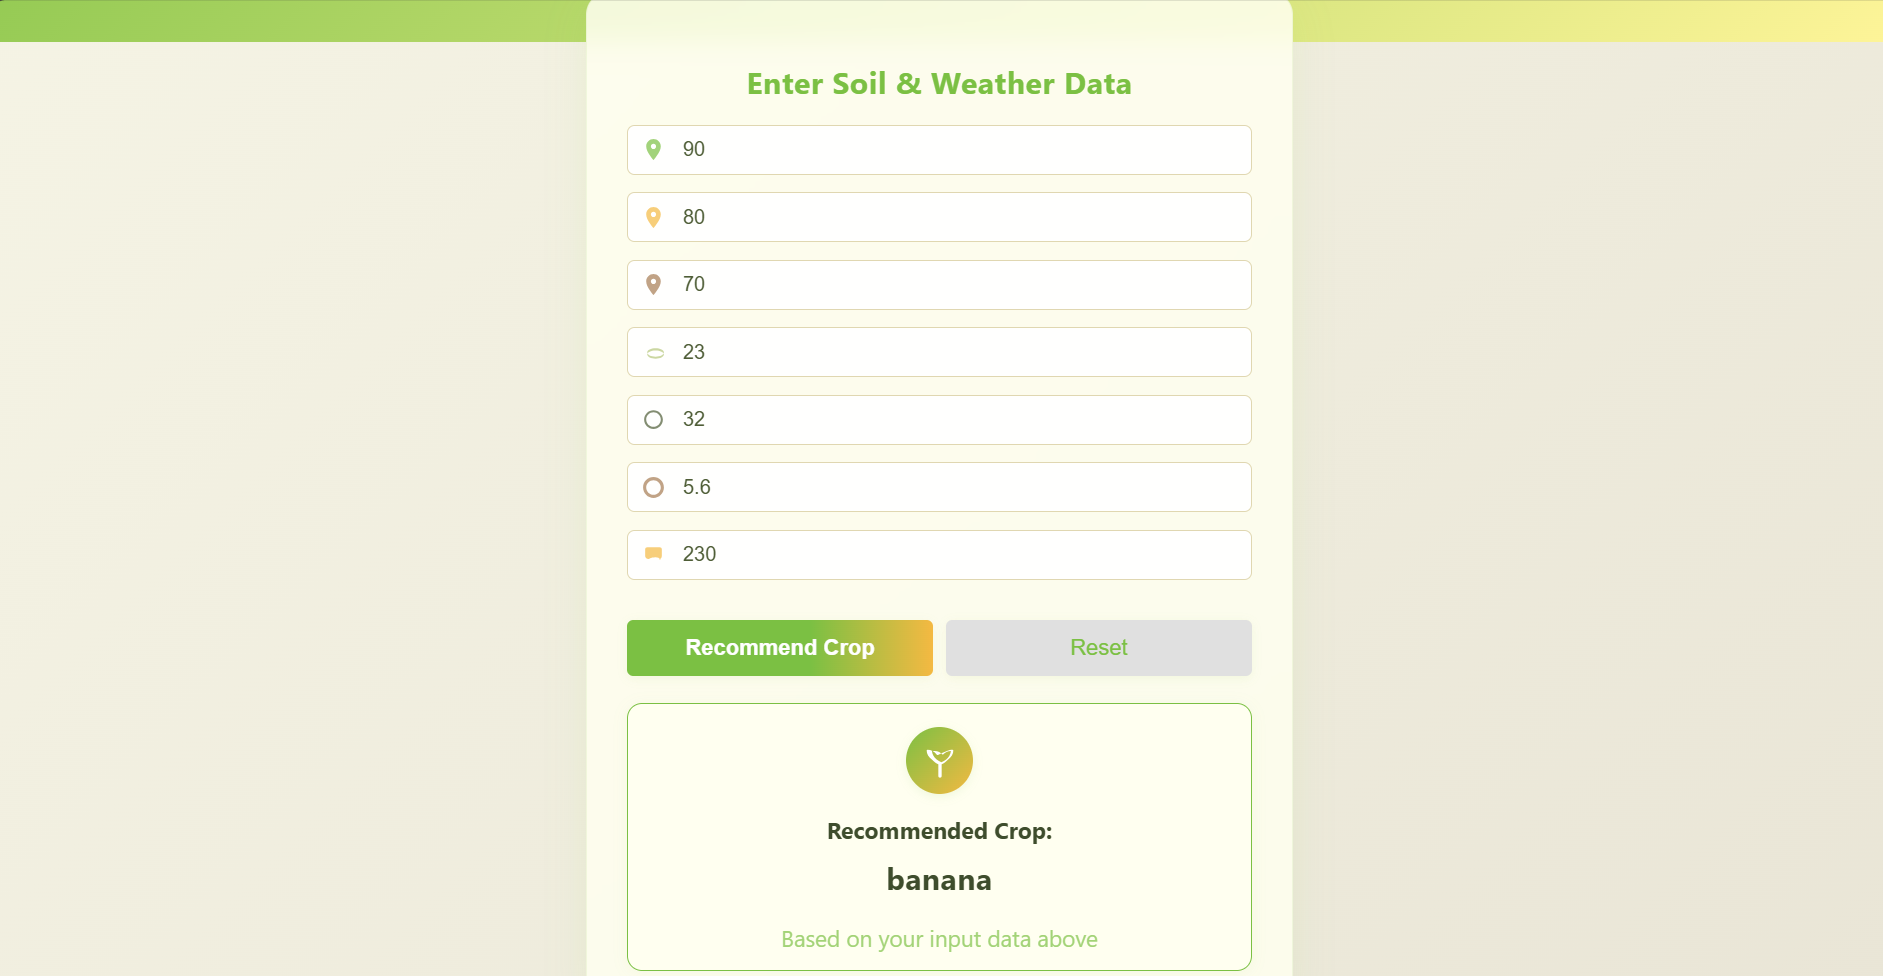 Enter Soil & Weather Data
90
80
70
23
32
5.6
230
Recommend Crop
Reset
Recommended Crop:
banana
Based on your input data above